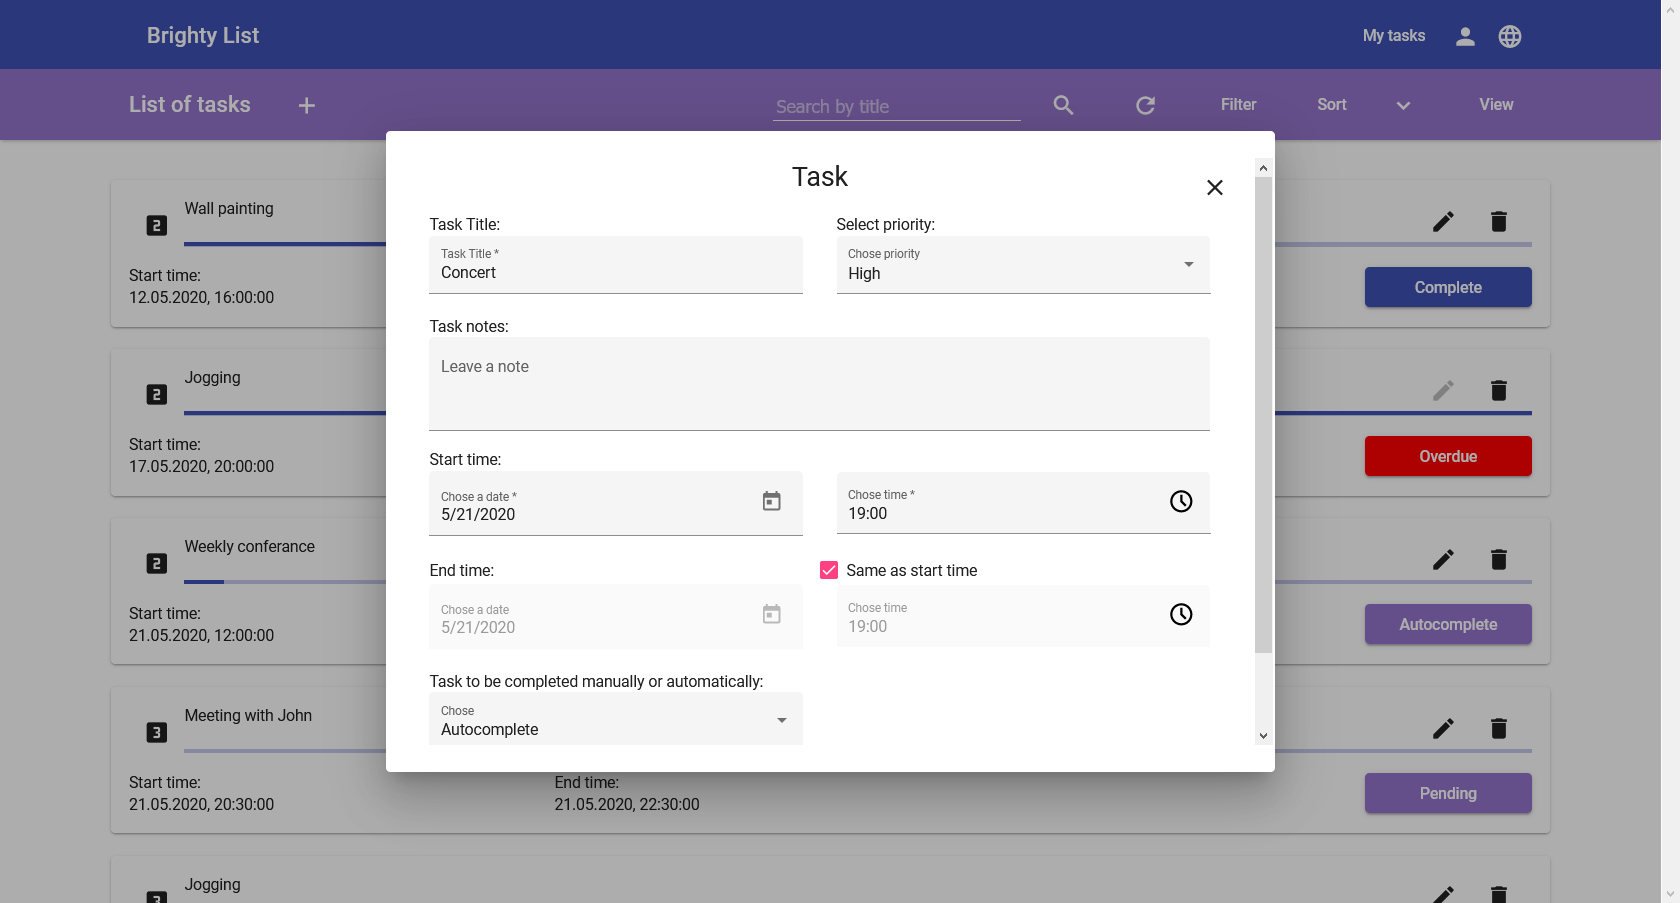 Brighty List
My tasks
List of tasks
Search by title
Filter
Sort
View
Task
Task Title:
Task Title *
Concert
Select priority:
Chose priority
High
Task notes:
Leave a note
Start time:
Chose a date *
5/21/2020
Chose time *
19:00
End time:
Same as start time
Chose a date
5/21/2020
Chose time
19:00
Task to be completed manually or automatically:
Chose
Autocomplete
2
Wall painting
Start time:
12.05.2020, 16:00:00
Complete
2
Jogging
Start time:
17.05.2020, 20:00:00
Overdue
2
Weekly conferance
Start time:
21.05.2020, 12:00:00
Autocomplete
3
Meeting with John
Start time:
21.05.2020, 20:30:00
End time:
21.05.2020, 22:30:00
Pending
Jogging